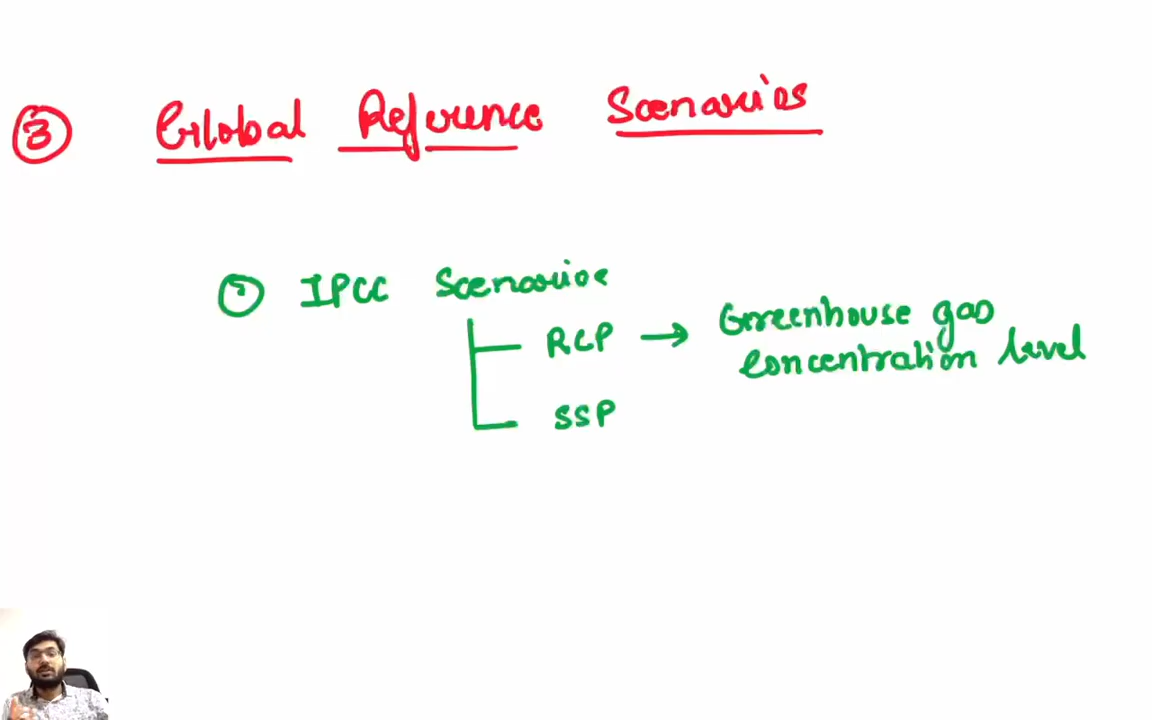 ③ Global Reference Scenarios
① IPCC Scenarios
RCP → Greenhouse gas
concentration level
SSP